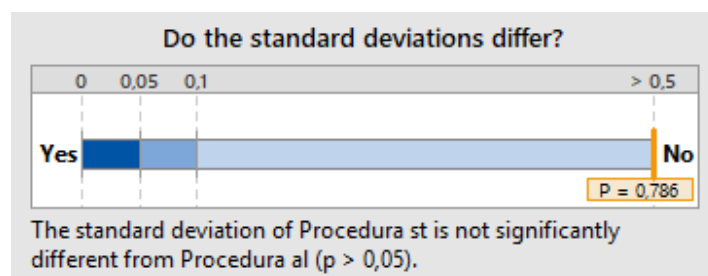 Do the standard deviations differ?
0 0,05 0,1 > 0,5
Yes No
P = 0,786
The standard deviation of Procedura st is not significantly
different from Procedura al (p > 0,05).